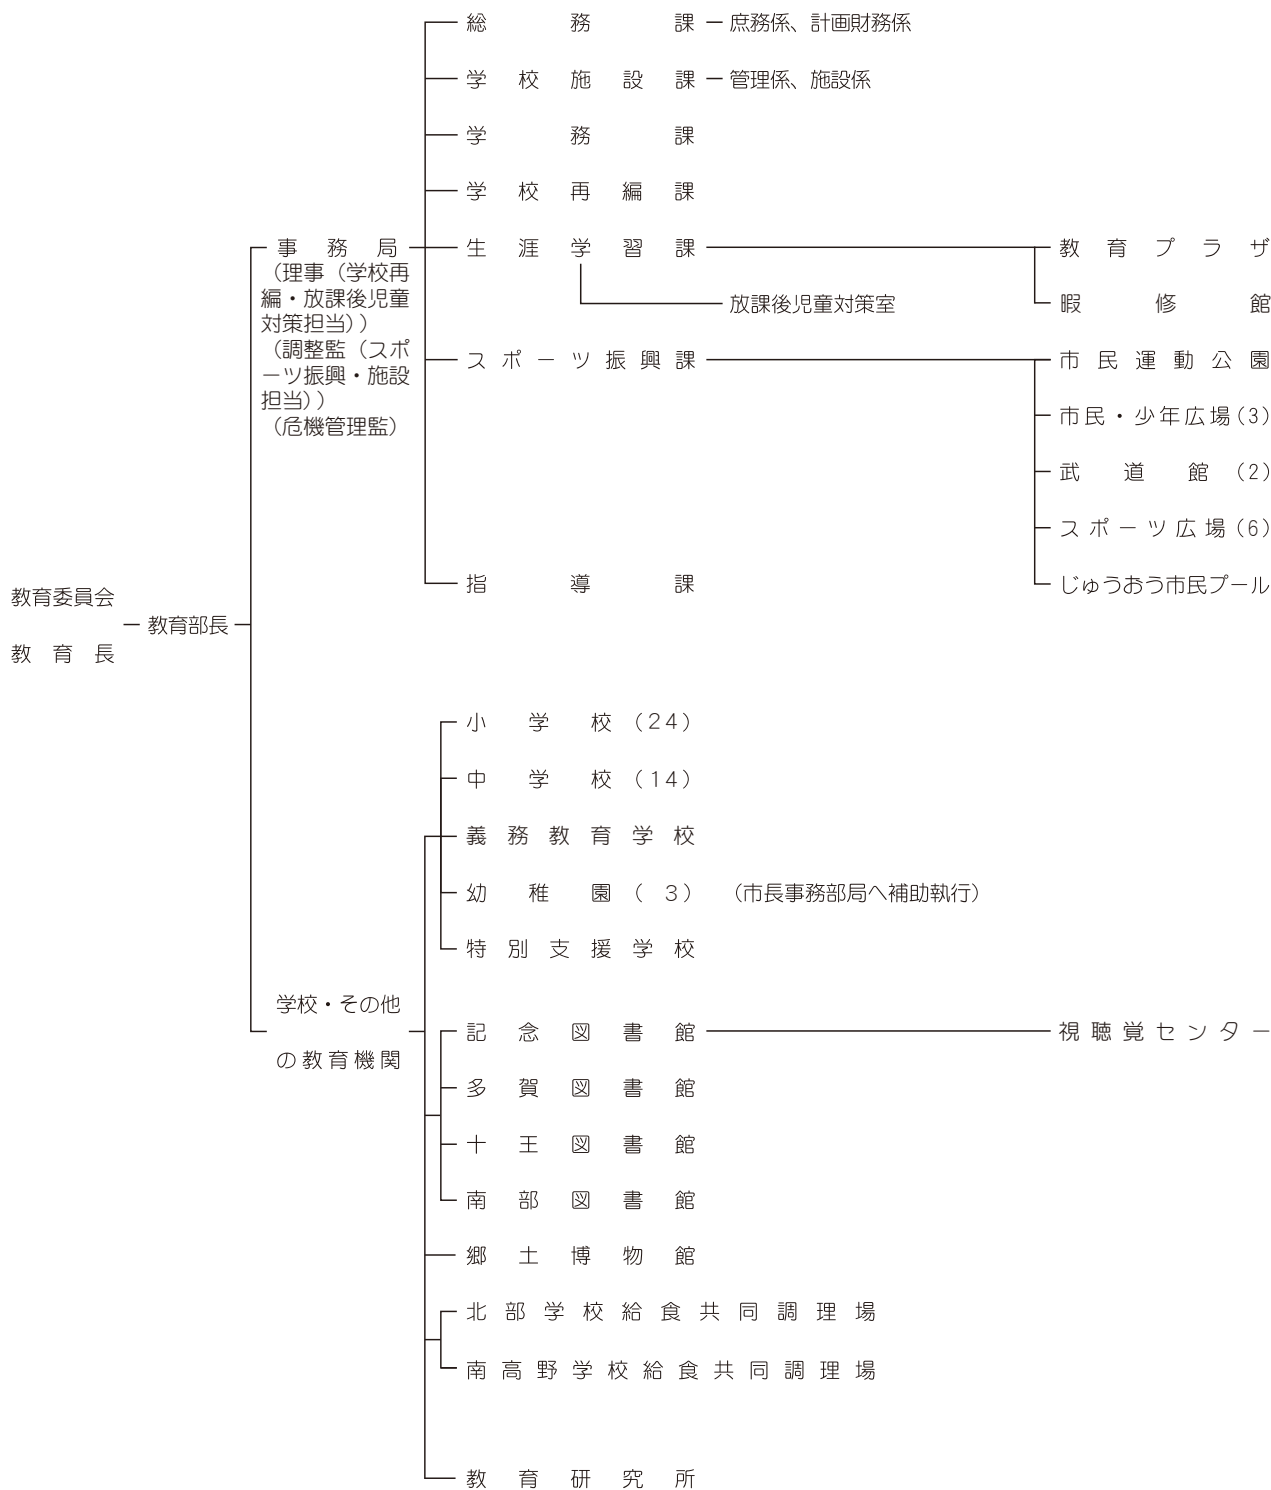 総務課 庶務係、計画財務係
学校施設課 管理係、施設係
学務課
学校再編課
事務局 生涯学習課 教育プラザ
（理事（学校再
編・放課後児童
対策担当））
（調整監（スポ
ーツ振興・施設
担当））
（危機管理監）
放課後児童対策室 暇修館
スポーツ振興課 市民運動公園
市民・少年広場（3）
武道館（2）
スポーツ広場（6）
指導課 じゅうおう市民プール
教育委員会
教育長
教育部長
小学校（24）
中学校（14）
義務教育学校
幼稚園（3） （市長事務部局へ補助執行）
特別支援学校
学校・その他
の教育機関
記念図書館 視聴覚センター
多賀図書館
十王図書館
南部図書館
郷土博物館
北部学校給食共同調理場
南高野学校給食共同調理場
教育研究所